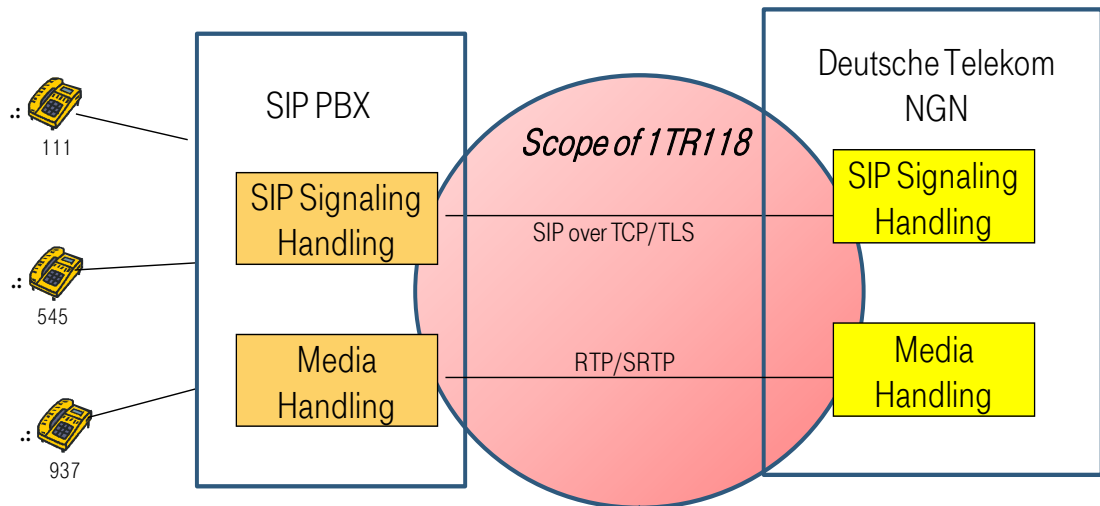 Deutsche Telekom
NGN
SIP PBX
Scope of 1TR118
.:
111
SIP Signaling
Handling
SIP over TCP/TLS
SIP Signaling
Handling
.:
545
Media
Handling
RTP/SRTP
Media
Handling
.:
937